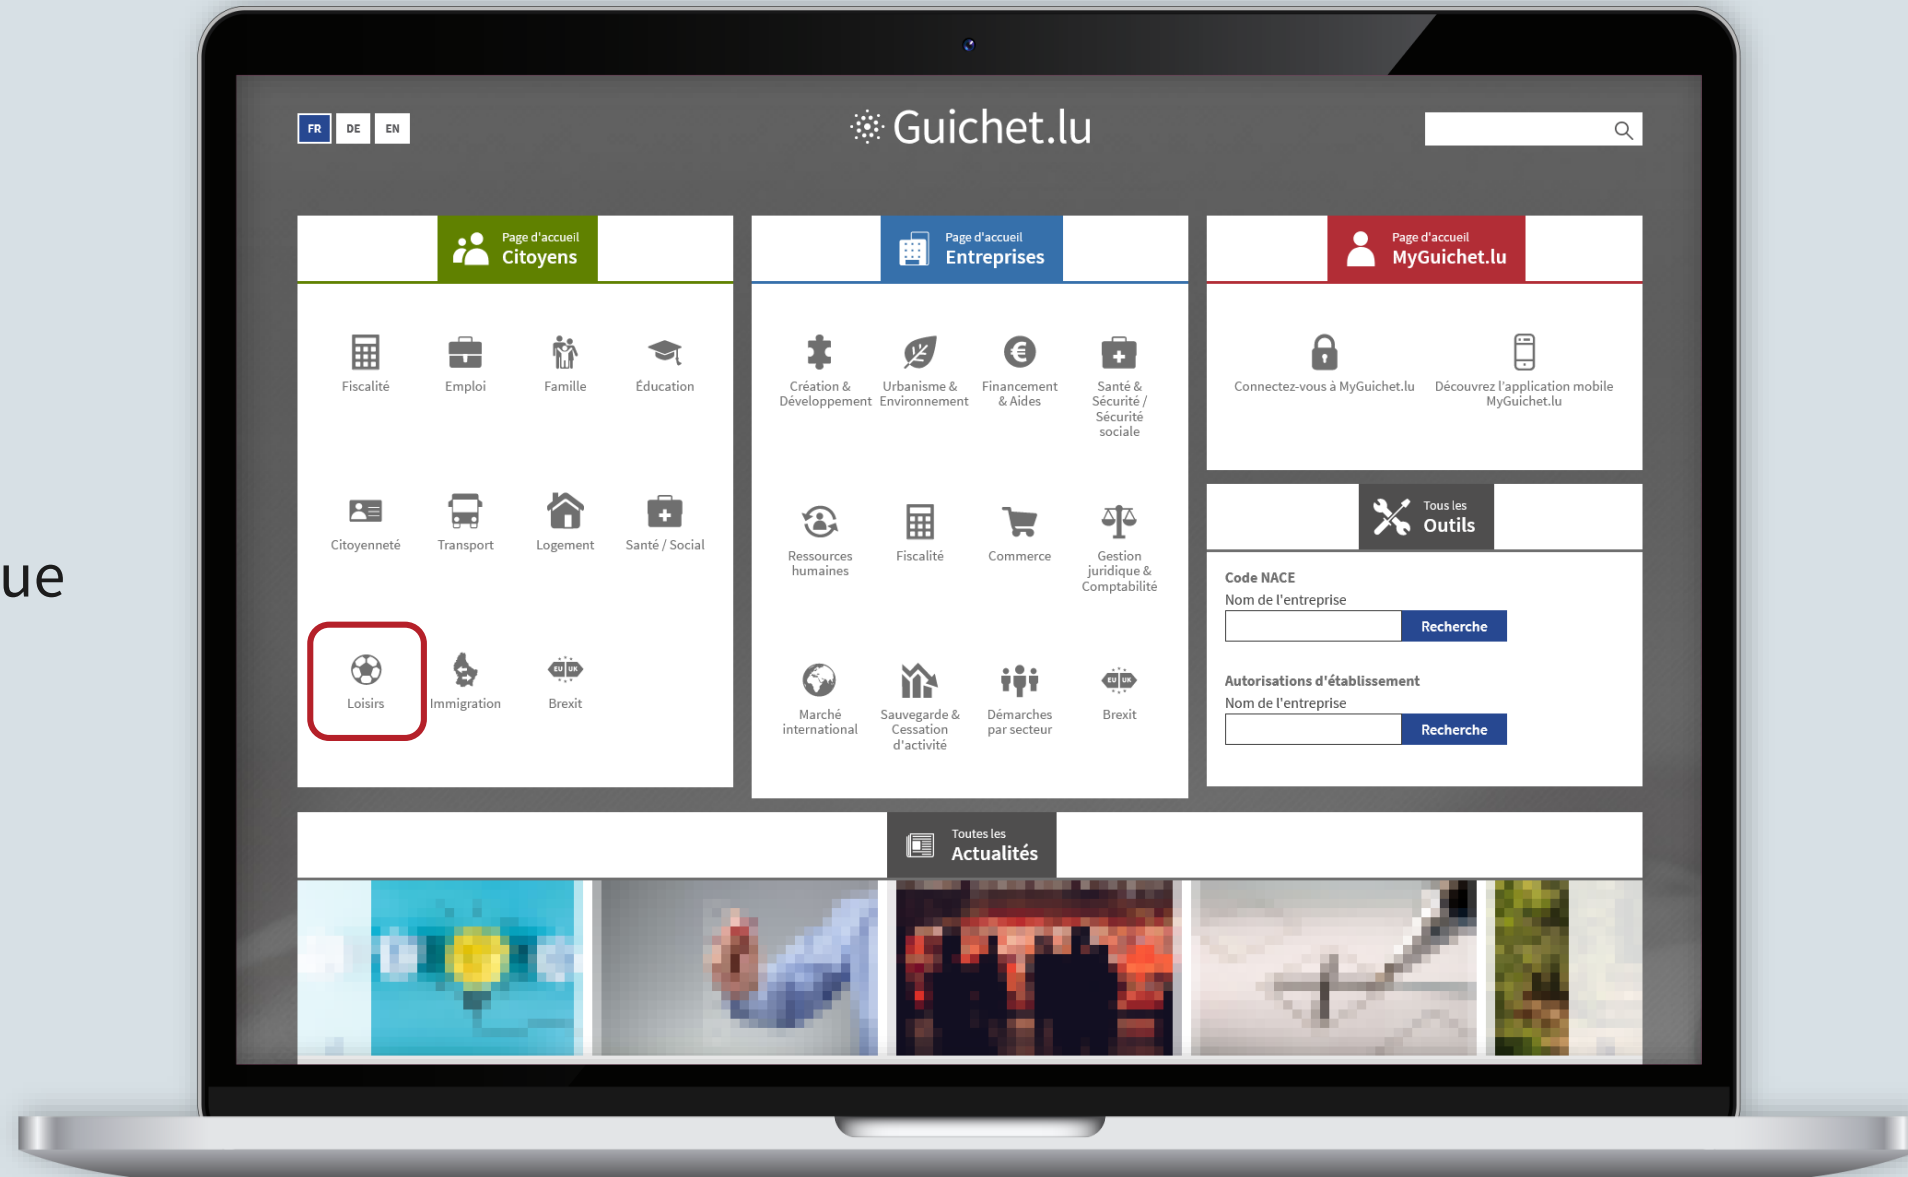 ue
FR DE EN
Guichet.lu
Page d'accueil
Citoyens
Fiscalité
Emploi
Famille
Éducation
Citoyenneté
Transport
Logement
Santé / Social
Loisirs
Immigration
EU UK
Brexit
Page d'accueil
Entreprises
Création &
Développement
Urbanisme &
Environnement
Financement
& Aides
Santé &
Sécurité /
Sécurité
sociale
Ressources
humaines
Fiscalité
Commerce
Gestion
juridique &
Comptabilité
Marché
international
Sauvegarde &
Cessation
d'activité
Démarches
par secteur
EU UK
Brexit
Page d'accueil
MyGuichet.lu
Connectez-vous à MyGuichet.lu
Découvrez l'application mobile
MyGuichet.lu
Tous les
Outils
Code NACE
Nom de l'entreprise
Recherche
Autorisations d'établissement
Nom de l'entreprise
Recherche
Toutes les
Actualités